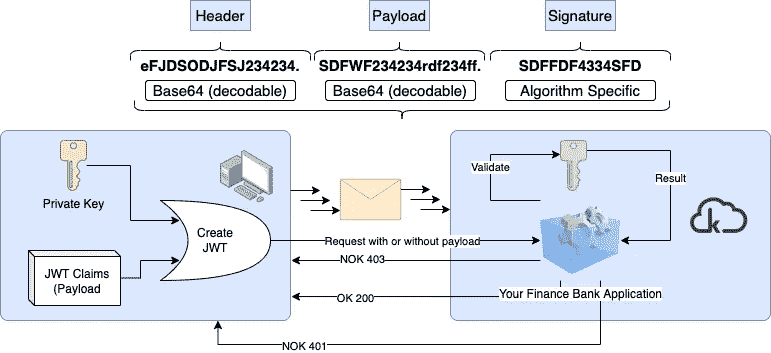 Header
Payload
Signature
eFJDSODJFSJ234234.
SDFWF234234rdf234ff.
SDFFDF4334SFD
Base64 (decodable)
Base64 (decodable)
Algorithm Specific
Private Key
Create
JWT
JWT Claims
(Payload
Validate
Result
k
Request with or without payload
NOK 403
OK 200
Your Finance Bank Application
NOK 401